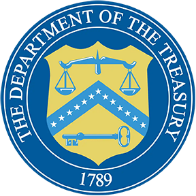 THE DEPARTMENT OF THE TREASURY
1789